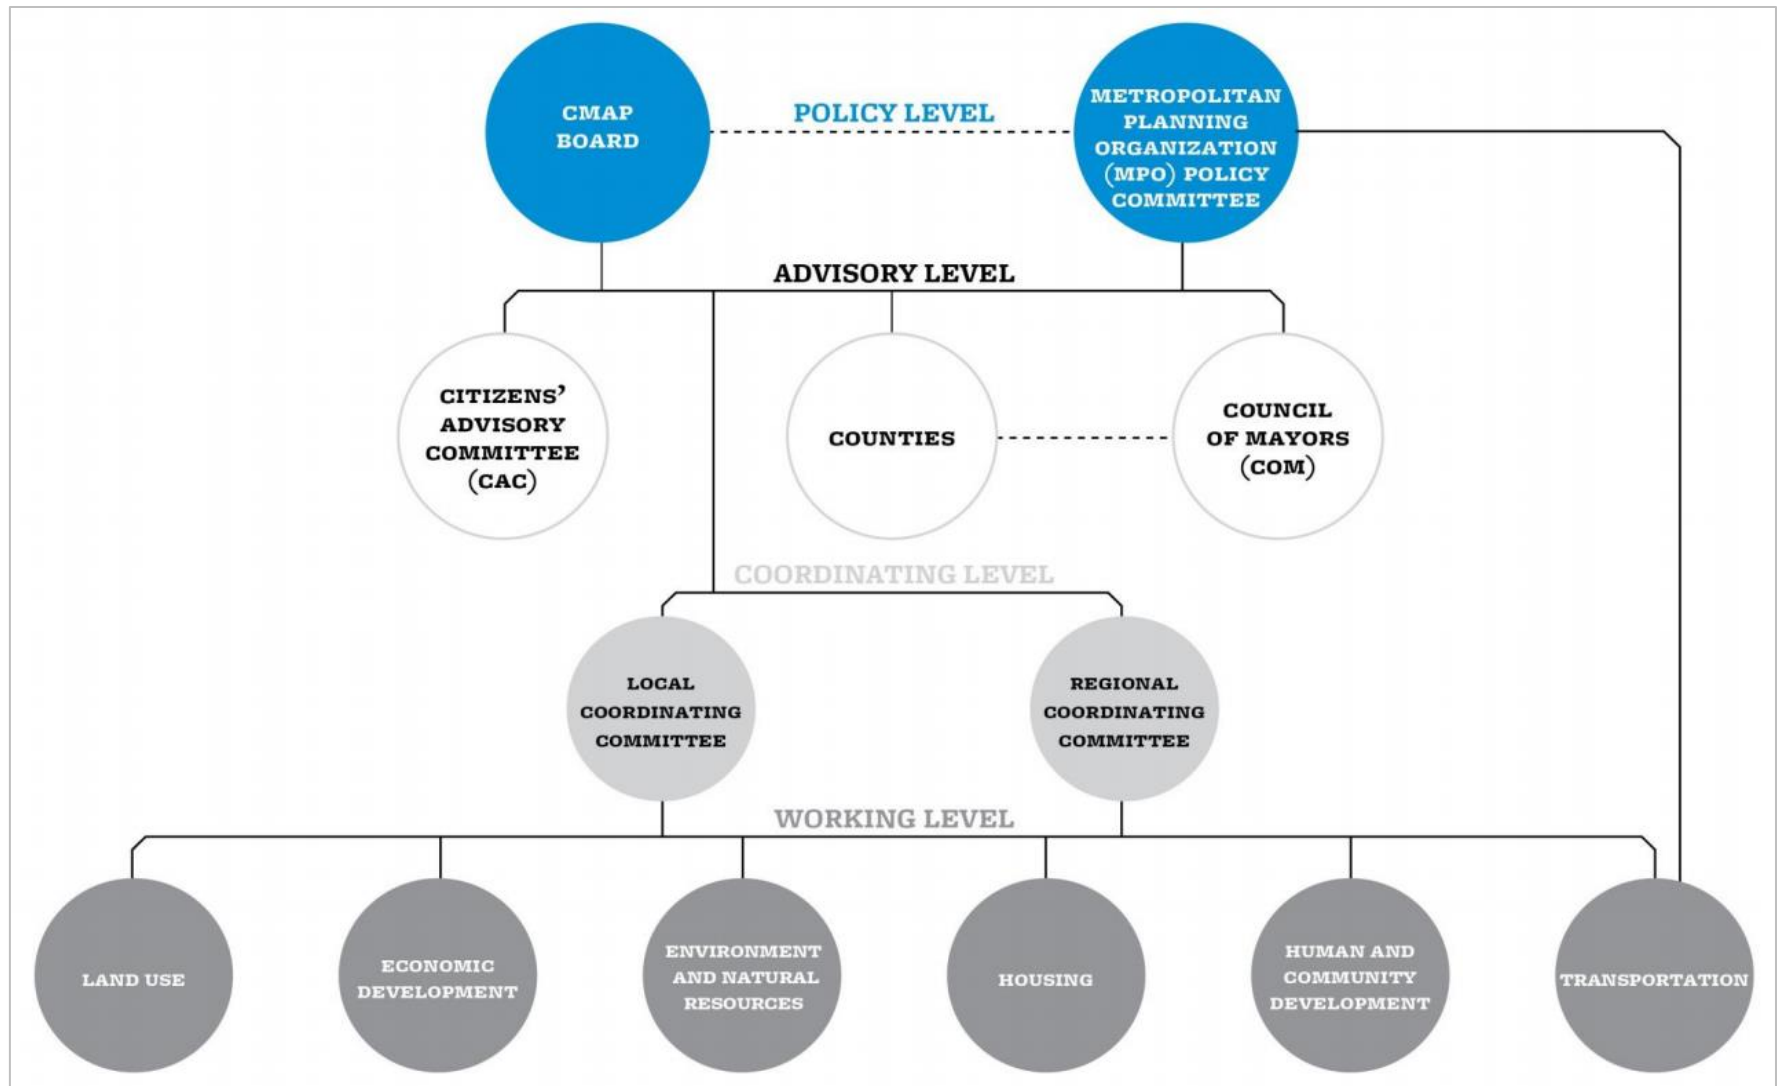 CMAP
BOARD
POLICY LEVEL
METROPOLITAN
PLANNING
ORGANIZATION
(MPO) POLICY
COMMITTEE
ADVISORY LEVEL
CITIZENS’
ADVISORY
COMMITTEE
(CAC)
COUNTIES
COUNCIL
OF MAYORS
(COM)
COORDINATING LEVEL
LOCAL
COORDINATING
COMMITTEE
REGIONAL
COORDINATING
COMMITTEE
WORKING LEVEL
LAND USE
ECONOMIC
DEVELOPMENT
ENVIRONMENT
AND NATURAL
RESOURCES
HOUSING
HUMAN AND
COMMUNITY
DEVELOPMENT
TRANSPORTATION